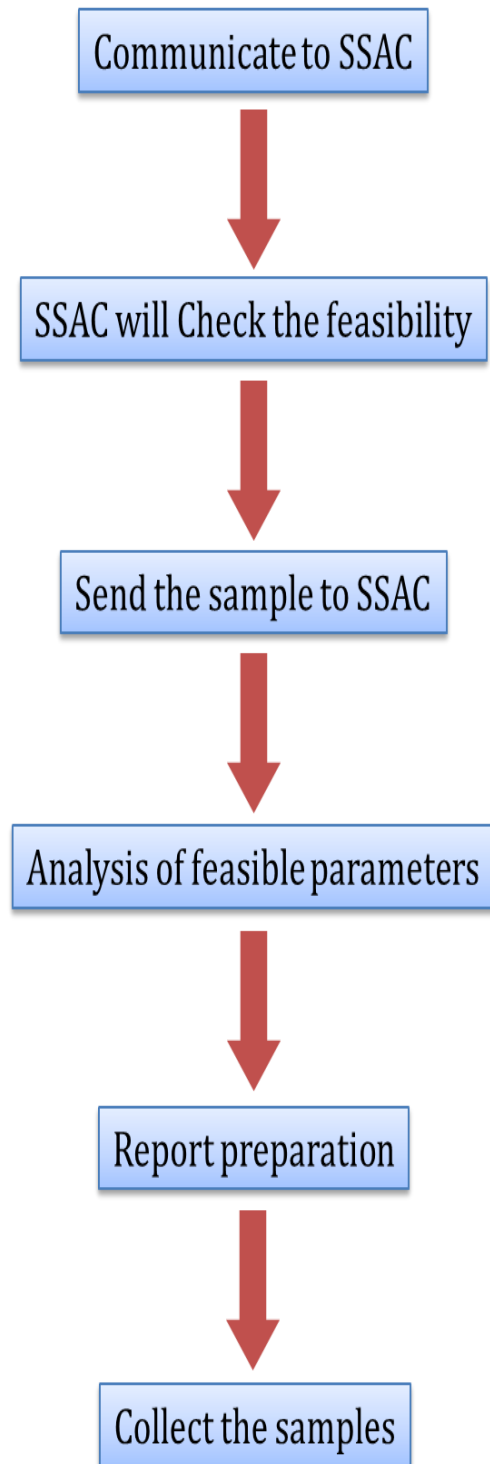 Communicate to SSAC
SSAC will Check the feasibility
Send the sample to SSAC
Analysis of feasible parameters
Report preparation
Collect the samples